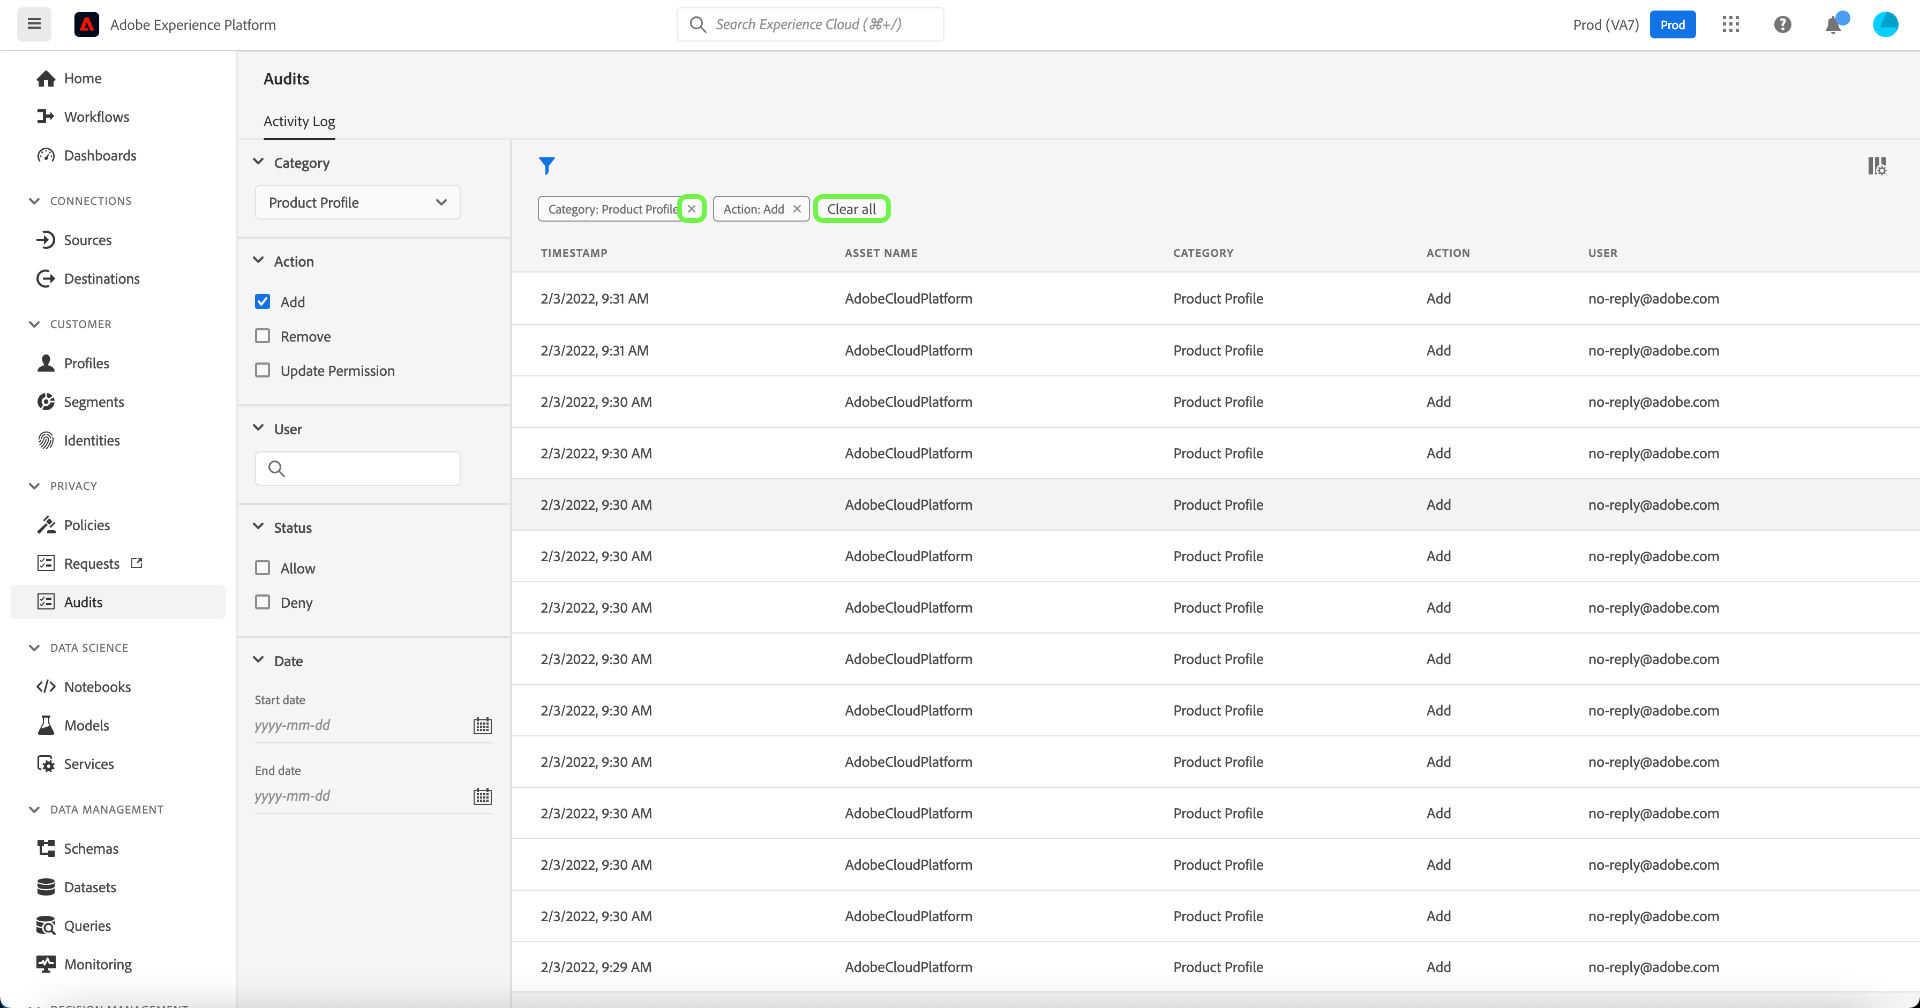 Adobe Experience Platform
Search Experience Cloud (⌘+/)
Prod (VA7)
Prod
Home
Workflows
Dashboards
CONNECTIONS
Sources
Destinations
CUSTOMER
Profiles
Segments
Identities
PRIVACY
Policies
Requests
Audits
DATA SCIENCE
Notebooks
Models
Services
DATA MANAGEMENT
Schemas
Datasets
Queries
Monitoring
DECISION MANAGEMENT
Audits
Activity Log
Category
Product Profile
Action
Add
Remove
Update Permission
User
Status
Allow
Deny
Date
Start date
yyyy-mm-dd
End date
yyyy-mm-dd
Category: Product Profile Action: Add Clear all
TIMESTAMP ASSET NAME CATEGORY ACTION USER
2/3/2022, 9:31 AM AdobeCloudPlatform Product Profile Add no-reply@adobe.com
2/3/2022, 9:31 AM AdobeCloudPlatform Product Profile Add no-reply@adobe.com
2/3/2022, 9:30 AM AdobeCloudPlatform Product Profile Add no-reply@adobe.com
2/3/2022, 9:30 AM AdobeCloudPlatform Product Profile Add no-reply@adobe.com
2/3/2022, 9:30 AM AdobeCloudPlatform Product Profile Add no-reply@adobe.com
2/3/2022, 9:30 AM AdobeCloudPlatform Product Profile Add no-reply@adobe.com
2/3/2022, 9:30 AM AdobeCloudPlatform Product Profile Add no-reply@adobe.com
2/3/2022, 9:30 AM AdobeCloudPlatform Product Profile Add no-reply@adobe.com
2/3/2022, 9:30 AM AdobeCloudPlatform Product Profile Add no-reply@adobe.com
2/3/2022, 9:30 AM AdobeCloudPlatform Product Profile Add no-reply@adobe.com
2/3/2022, 9:30 AM AdobeCloudPlatform Product Profile Add no-reply@adobe.com
2/3/2022, 9:30 AM AdobeCloudPlatform Product Profile Add no-reply@adobe.com
2/3/2022, 9:30 AM AdobeCloudPlatform Product Profile Add no-reply@adobe.com
2/3/2022, 9:29 AM AdobeCloudPlatform Product Profile Add no-reply@adobe.com